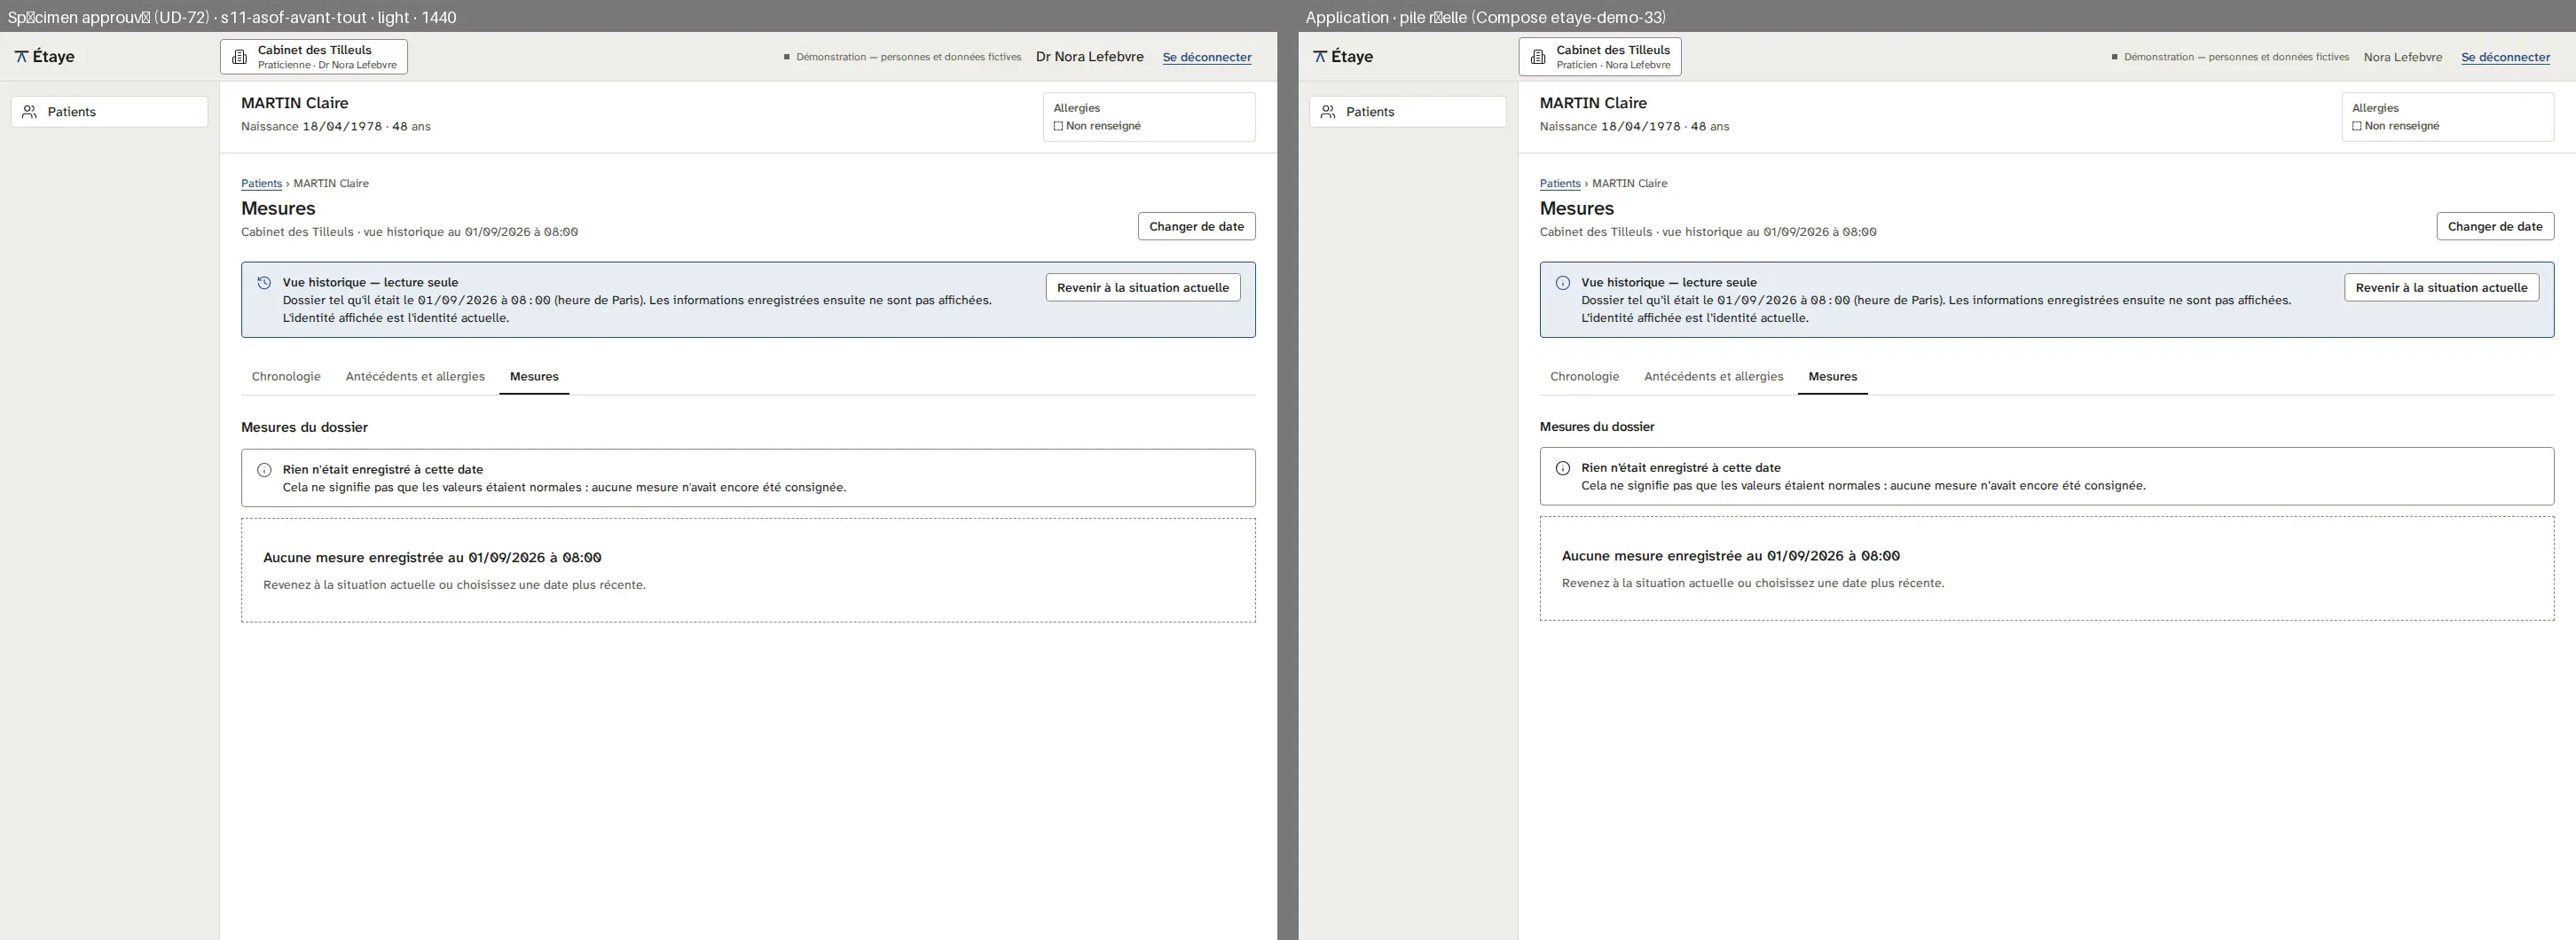 Sp�cimen approuv� (UD-72) · s11-asof-avant-tout · light · 1440
Étaye
Cabinet des Tilleuls
Praticienne · Dr Nora Lefebvre
Démonstration — personnes et données fictives
Dr Nora Lefebvre
Se déconnecter
Patients
MARTIN Claire
Naissance 18/04/1978 · 48 ans
Allergies
Non renseigné
Patients › MARTIN Claire
Mesures
Cabinet des Tilleuls · vue historique au 01/09/2026 à 08:00
Changer de date
Vue historique — lecture seule
Dossier tel qu'il était le 01/09/2026 à 08:00 (heure de Paris). Les informations enregistrées ensuite ne sont pas affichées.
L'identité affichée est l'identité actuelle.
Revenir à la situation actuelle
Chronologie
Antécédents et allergies
Mesures
Mesures du dossier
Rien n'était enregistré à cette date
Cela ne signifie pas que les valeurs étaient normales : aucune mesure n'avait encore été consignée.
Aucune mesure enregistrée au 01/09/2026 à 08:00
Revenez à la situation actuelle ou choisissez une date plus récente.
Application · pile r�elle (Compose etaye-demo-33)
Étaye
Cabinet des Tilleuls
Praticien · Nora Lefebvre
Démonstration — personnes et données fictives
Nora Lefebvre
Se déconnecter
Patients
MARTIN Claire
Naissance 18/04/1978 · 48 ans
Allergies
Non renseigné
Patients › MARTIN Claire
Mesures
Cabinet des Tilleuls · vue historique au 01/09/2026 à 08:00
Changer de date
Vue historique — lecture seule
Dossier tel qu’il était le 01/09/2026 à 08:00 (heure de Paris). Les informations enregistrées ensuite ne sont pas affichées.
L’identité affichée est l’identité actuelle.
Revenir à la situation actuelle
Chronologie
Antécédents et allergies
Mesures
Mesures du dossier
Rien n’était enregistré à cette date
Cela ne signifie pas que les valeurs étaient normales : aucune mesure n’avait encore été consignée.
Aucune mesure enregistrée au 01/09/2026 à 08:00
Revenez à la situation actuelle ou choisissez une date plus récente.